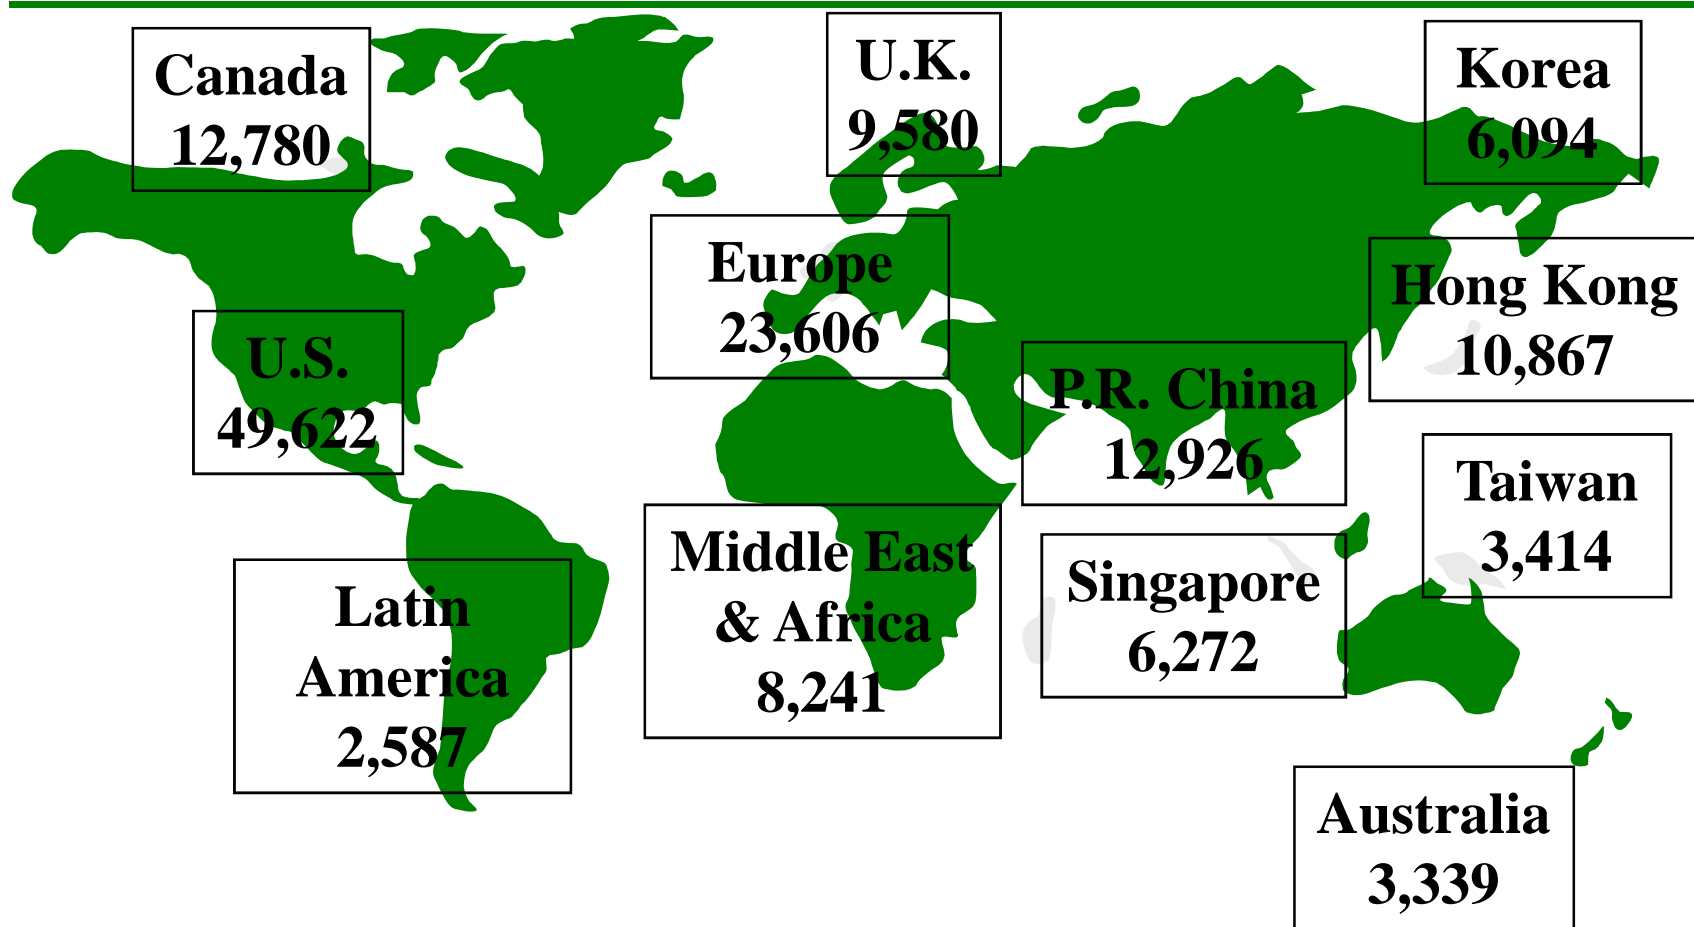 Canada
12,780
U.K.
9,580
Korea
6,094
Europe
23,606
Hong Kong
10,867
U.S.
49,622
P.R. China
12,926
Taiwan
3,414
Middle East
& Africa
8,241
Singapore
6,272
Latin
America
2,587
Australia
3,339